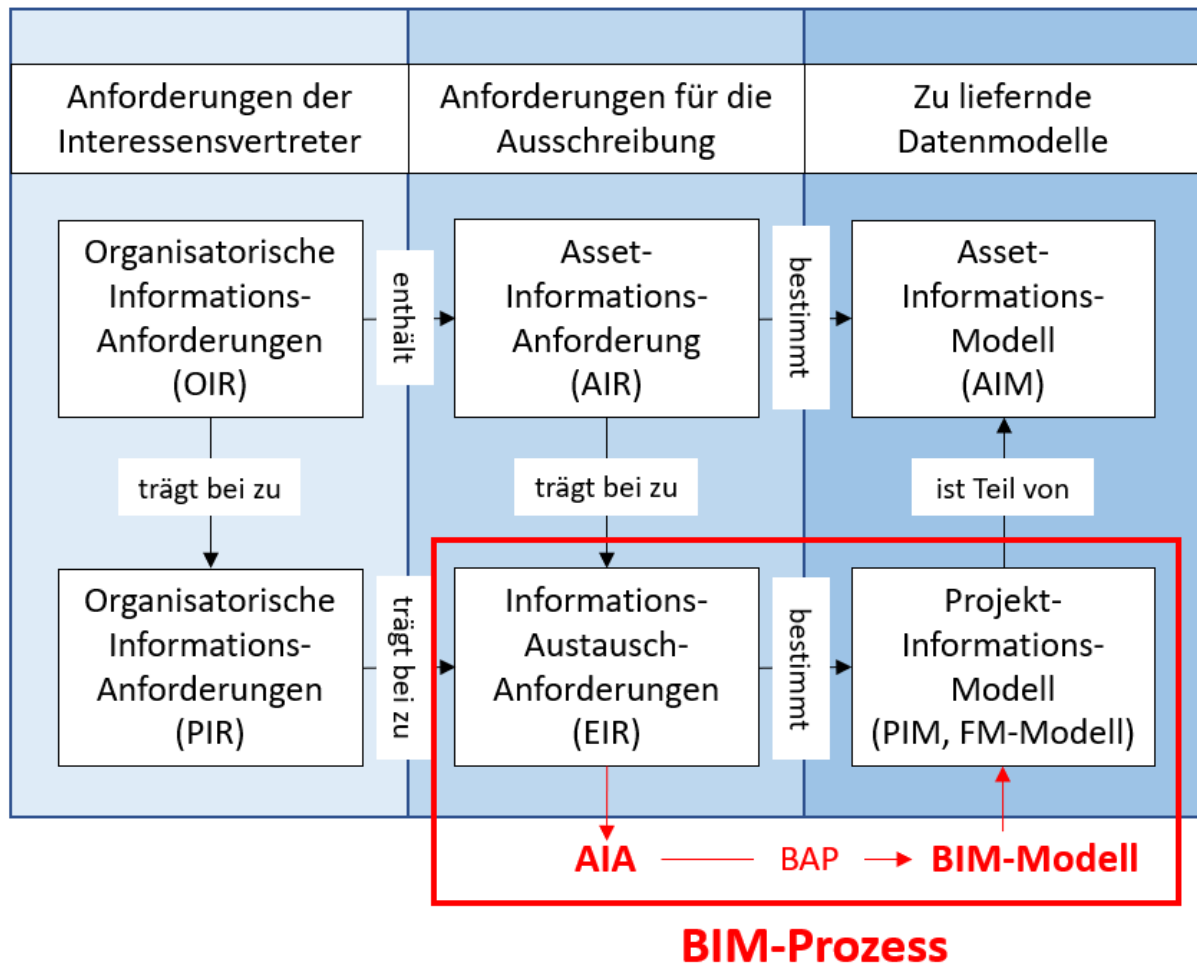 Anforderungen der
Interessensvertreter
Anforderungen für die
Ausschreibung
Zu liefernde
Datenmodelle
Organisatorische
Informations-
Anforderungen
(OIR)
enthält
Asset-
Informations-
Anforderung
(AIR)
bestimmt
Asset-
Informations-
Modell
(AIM)
trägt bei zu
trägt bei zu
ist Teil von
Organisatorische
Informations-
Anforderungen
(PIR)
trägt bei zu
Informations-
Austausch-
Anforderungen
(EIR)
bestimmt
Projekt-
Informations-
Modell
(PIM, FM-Modell)
AIA
BAP
BIM-Modell
BIM-Prozess